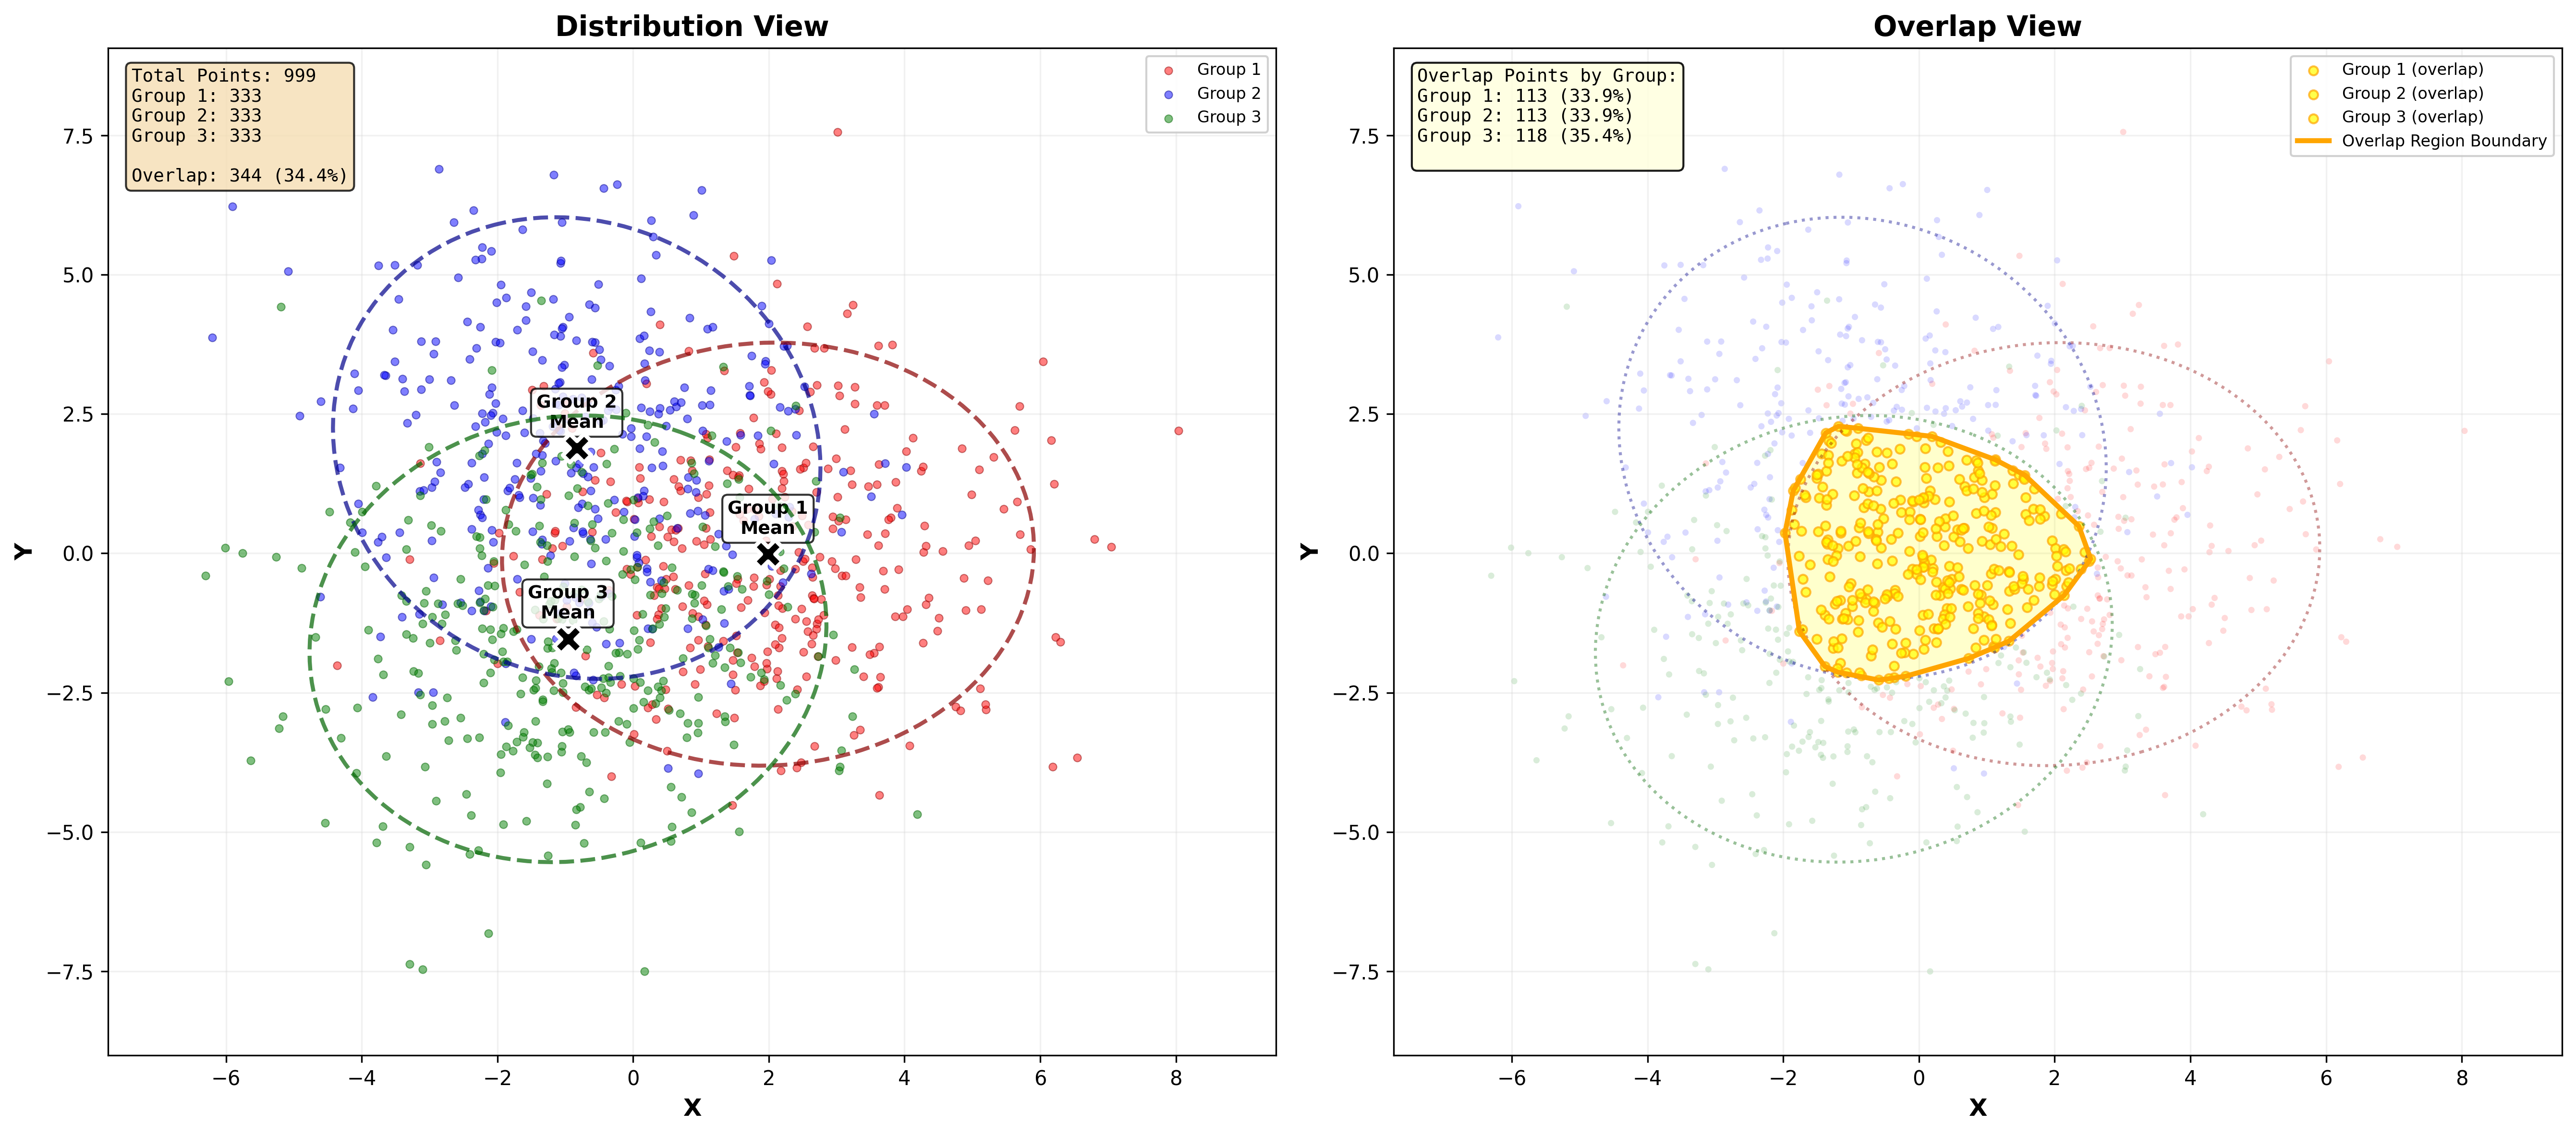 Distribution View
Total Points: 999
Group 1: 333
Group 2: 333
Group 3: 333
Overlap: 344 (34.4%)
Group 1
Group 2
Group 3
7.5
5.0
2.5
0.0
−2.5
−5.0
−7.5
Y
Group 2
Mean
Group 1
Mean
Group 3
Mean
−6
−4
−2
0
2
4
6
8
X
Overlap View
Overlap Points by Group:
Group 1: 113 (33.9%)
Group 2: 113 (33.9%)
Group 3: 118 (35.4%)
Group 1 (overlap)
Group 2 (overlap)
Group 3 (overlap)
Overlap Region Boundary
7.5
5.0
2.5
0.0
−2.5
−5.0
−7.5
Y
−6
−4
−2
0
2
4
6
8
X